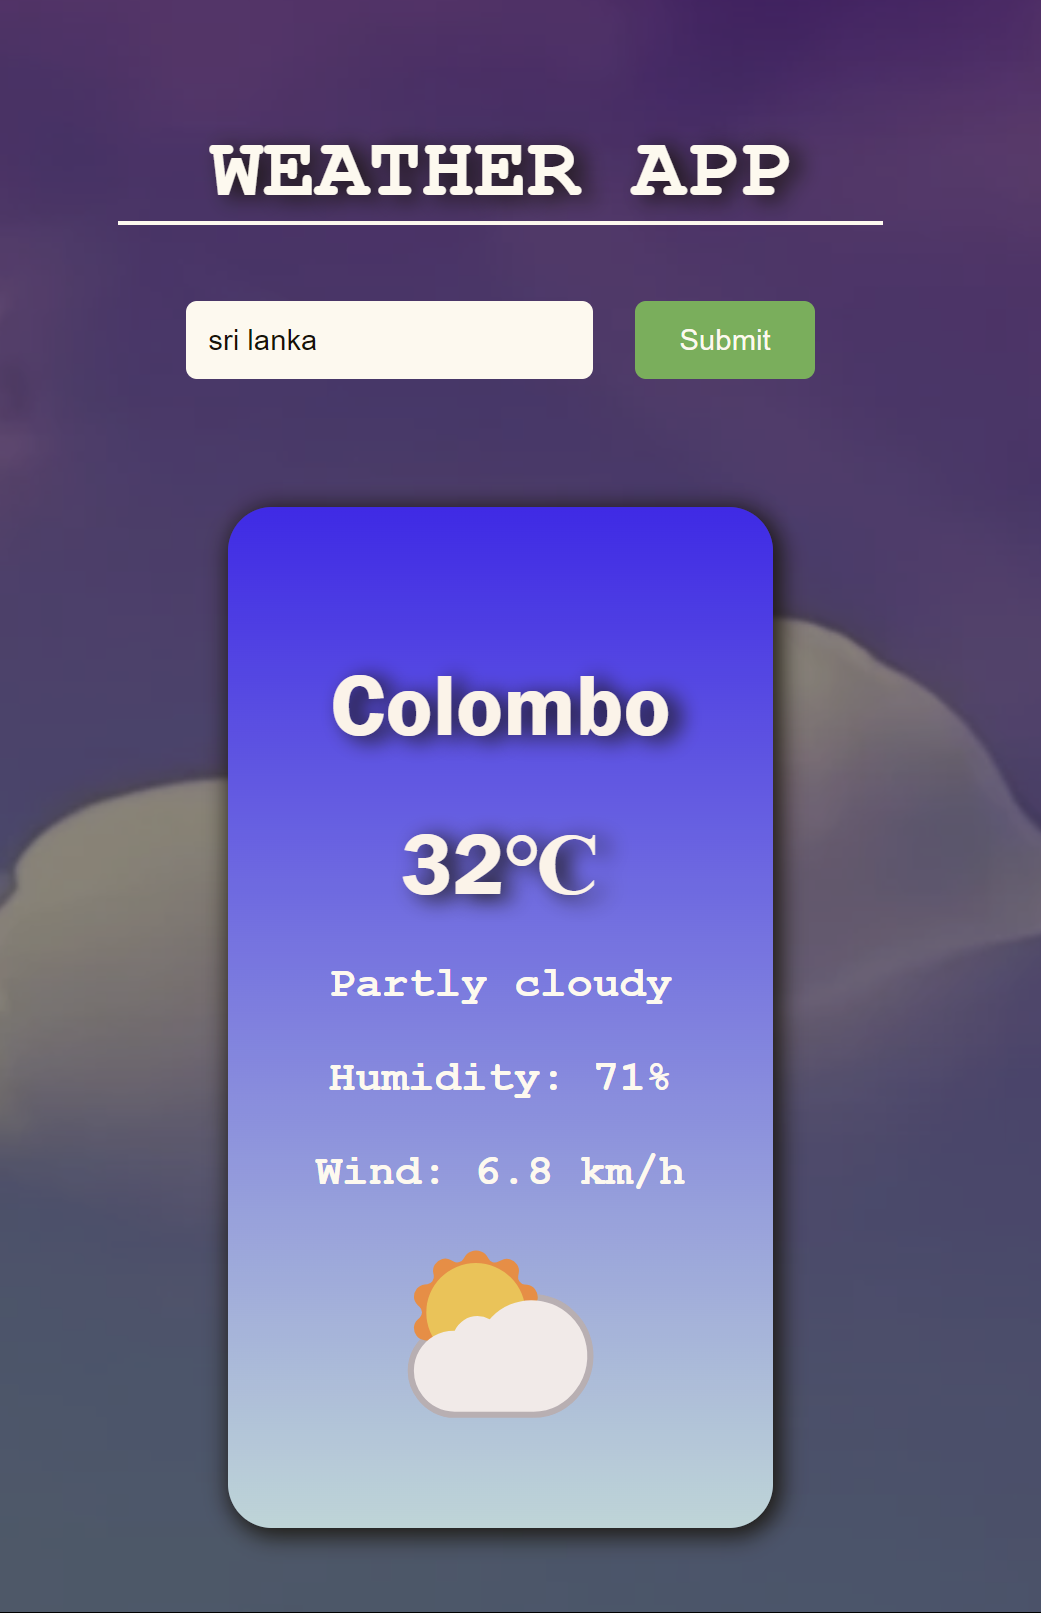 WEATHER APP
sri lanka
Submit
Colombo
32℃
Partly cloudy
Humidity: 71%
Wind: 6.8 km/h